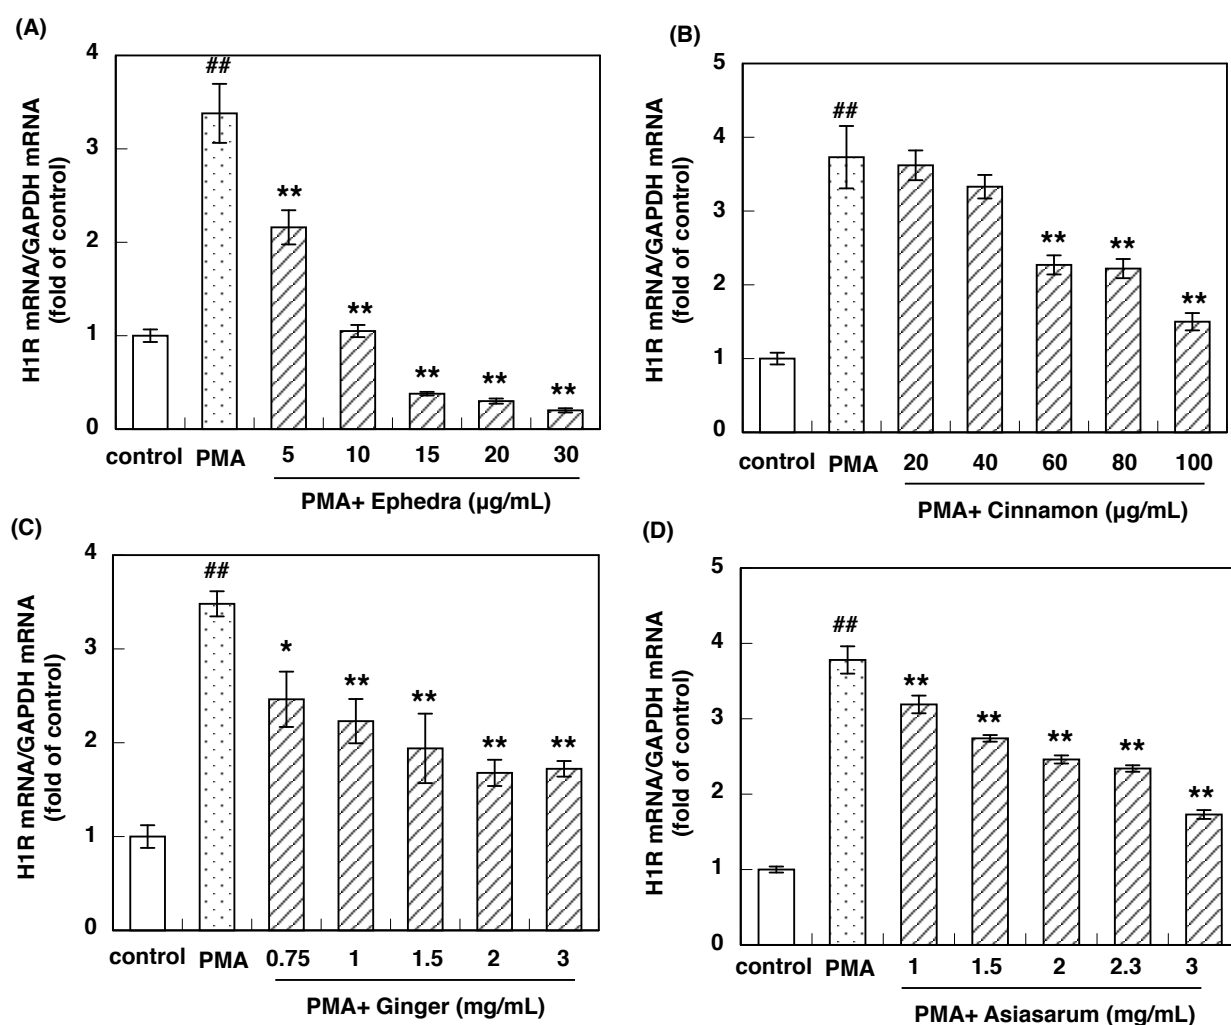 (A)
H1R mRNA/GAPDH mRNA
(fold of control)
4
3
2
1
0
##
**
**
**
**
**
control PMA 5 10 15 20 30
PMA+ Ephedra (µg/mL)
(B)
H1R mRNA/GAPDH mRNA
(fold of control)
5
4
3
2
1
0
##
**
**
**
control PMA 20 40 60 80 100
PMA+ Cinnamon (µg/mL)
(C)
H1R mRNA/GAPDH mRNA
(fold of control)
4
3
2
1
0
##
*
**
**
**
**
control PMA 0.75 1 1.5 2 3
PMA+ Ginger (mg/mL)
(D)
H1R mRNA/GAPDH mRNA
(fold of control)
5
4
3
2
1
0
##
**
**
**
**
**
control PMA 1 1.5 2 2.3 3
PMA+ Asiasarum (mg/mL)